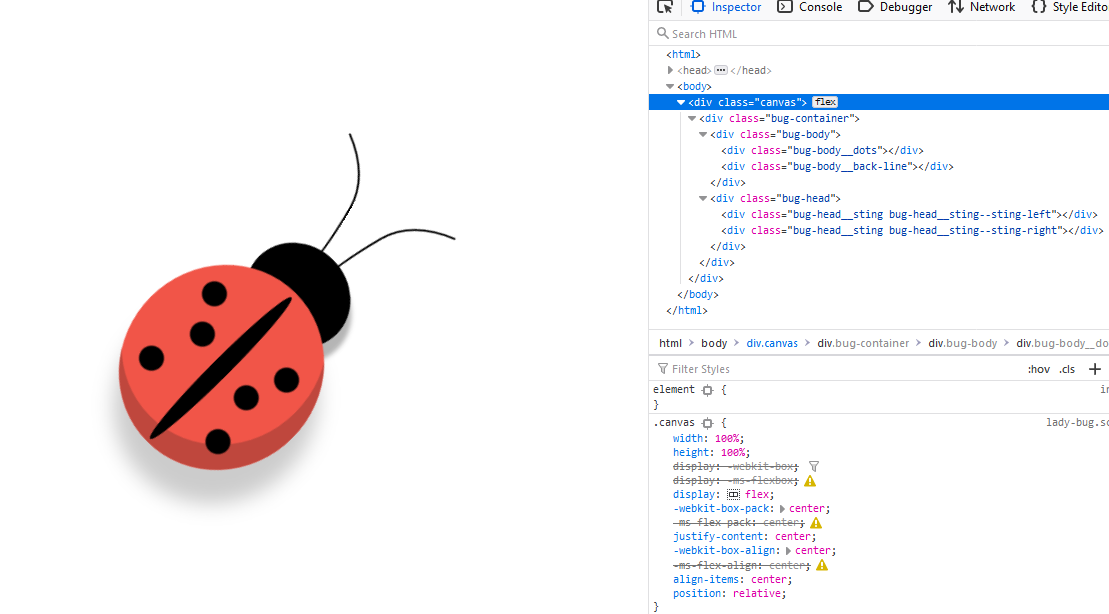 Inspector Console Debugger Network Style Edito
Search HTML
<html>
<head> ••• </head>
<body>
<div class="canvas"> flex
<div class="bug-container">
<div class="bug-body">
<div class="bug-body__dots"></div>
<div class="bug-body__back-line"></div>
</div>
<div class="bug-head">
<div class="bug-head__sting bug-head__sting--sting-left"></div>
<div class="bug-head__sting bug-head__sting--sting-right"></div>
</div>
</div>
</div>
</body>
</html>
html > body > div.canvas > div.bug-container > div.bug-body > div.bug-body__do
Filter Styles :hov .cls +
element { in
}
.canvas { lady-bug.sc
width: 100%;
height: 100%;
display: -webkit-box;
display: -ms-flexbox;
display: flex;
-webkit-box-pack: center;
-ms-flex-pack: center;
justify-content: center;
-webkit-box-align: center;
-ms-flex-align: center;
align-items: center;
position: relative;
}